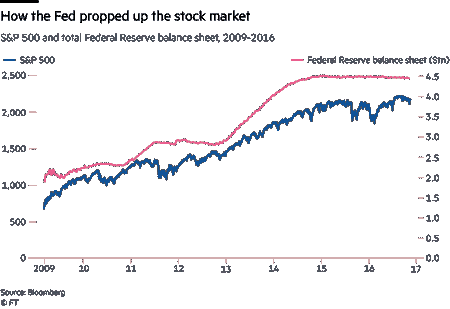 How the Fed propped up the stock market
S&P 500 and total Federal Reserve balance sheet, 2009-2016
S&P 500
Federal Reserve balance sheet ($tn)
2,500
2,000
1,500
1,000
500
0
4.5
4.0
3.5
3.0
2.5
2.0
1.5
1.0
0.5
0.0
2009 10 11 12 13 14 15 16 17
Source: Bloomberg
© FT